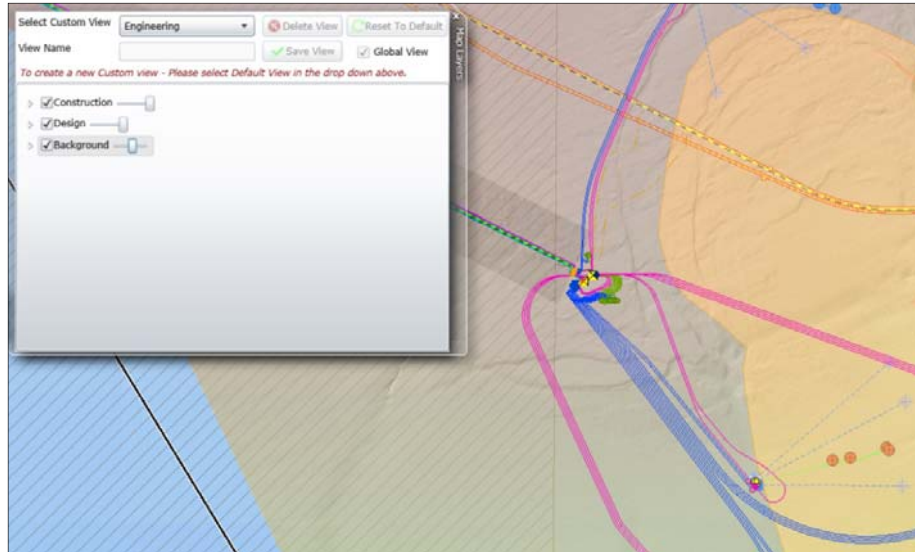 Select Custom View Engineering Delete View Reset To Default
View Name Save View Global View
To create a new Custom view - Please select Default View in the drop down above.
Construction
Design
Background
Map Layers